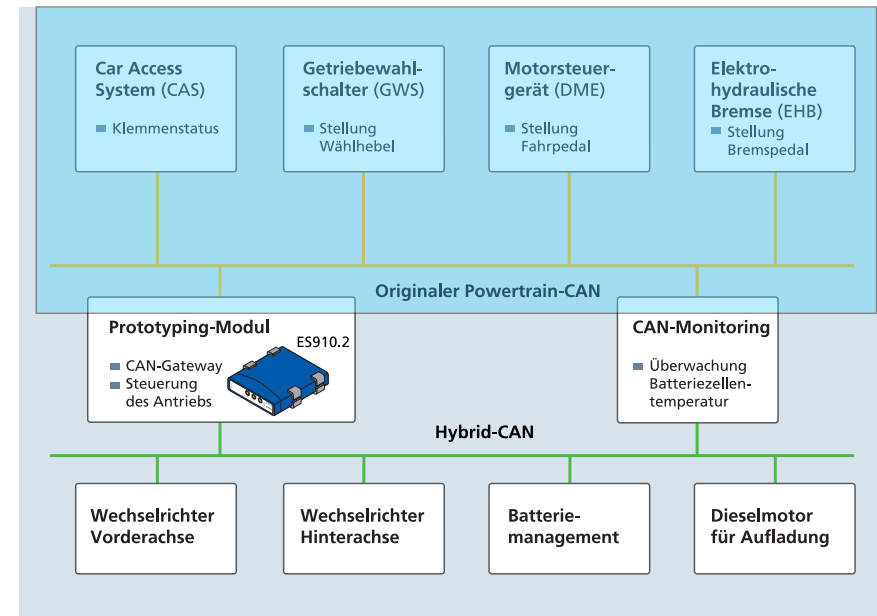 Car Access
System (CAS)
Klemmenstatus
Getriebewahl-
schalter (GWS)
Stellung
Wählhebel
Motorsteuer-
gerät (DME)
Stellung
Fahrpedal
Elektro-
hydraulische
Bremse (EHB)
Stellung
Bremspedal
Originaler Powertrain-CAN
Prototyping-Modul
ES910.2
CAN-Gateway
Steuerung
des Antriebs
CAN-Monitoring
Überwachung
Batteriezellen-
temperatur
Hybrid-CAN
Wechselrichter
Vorderachse
Wechselrichter
Hinterachse
Batterie-
management
Dieselmotor
für Aufladung